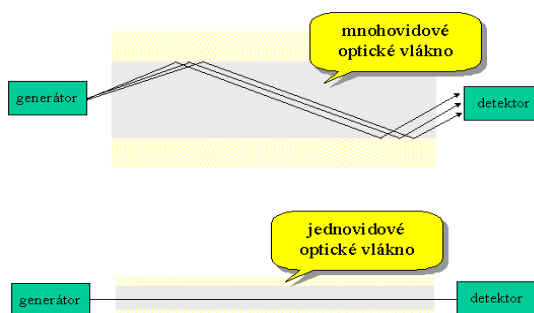 mnohovidové
optické vlákno
generátor
detektor
jednovidové
optické vlákno
generátor
detektor